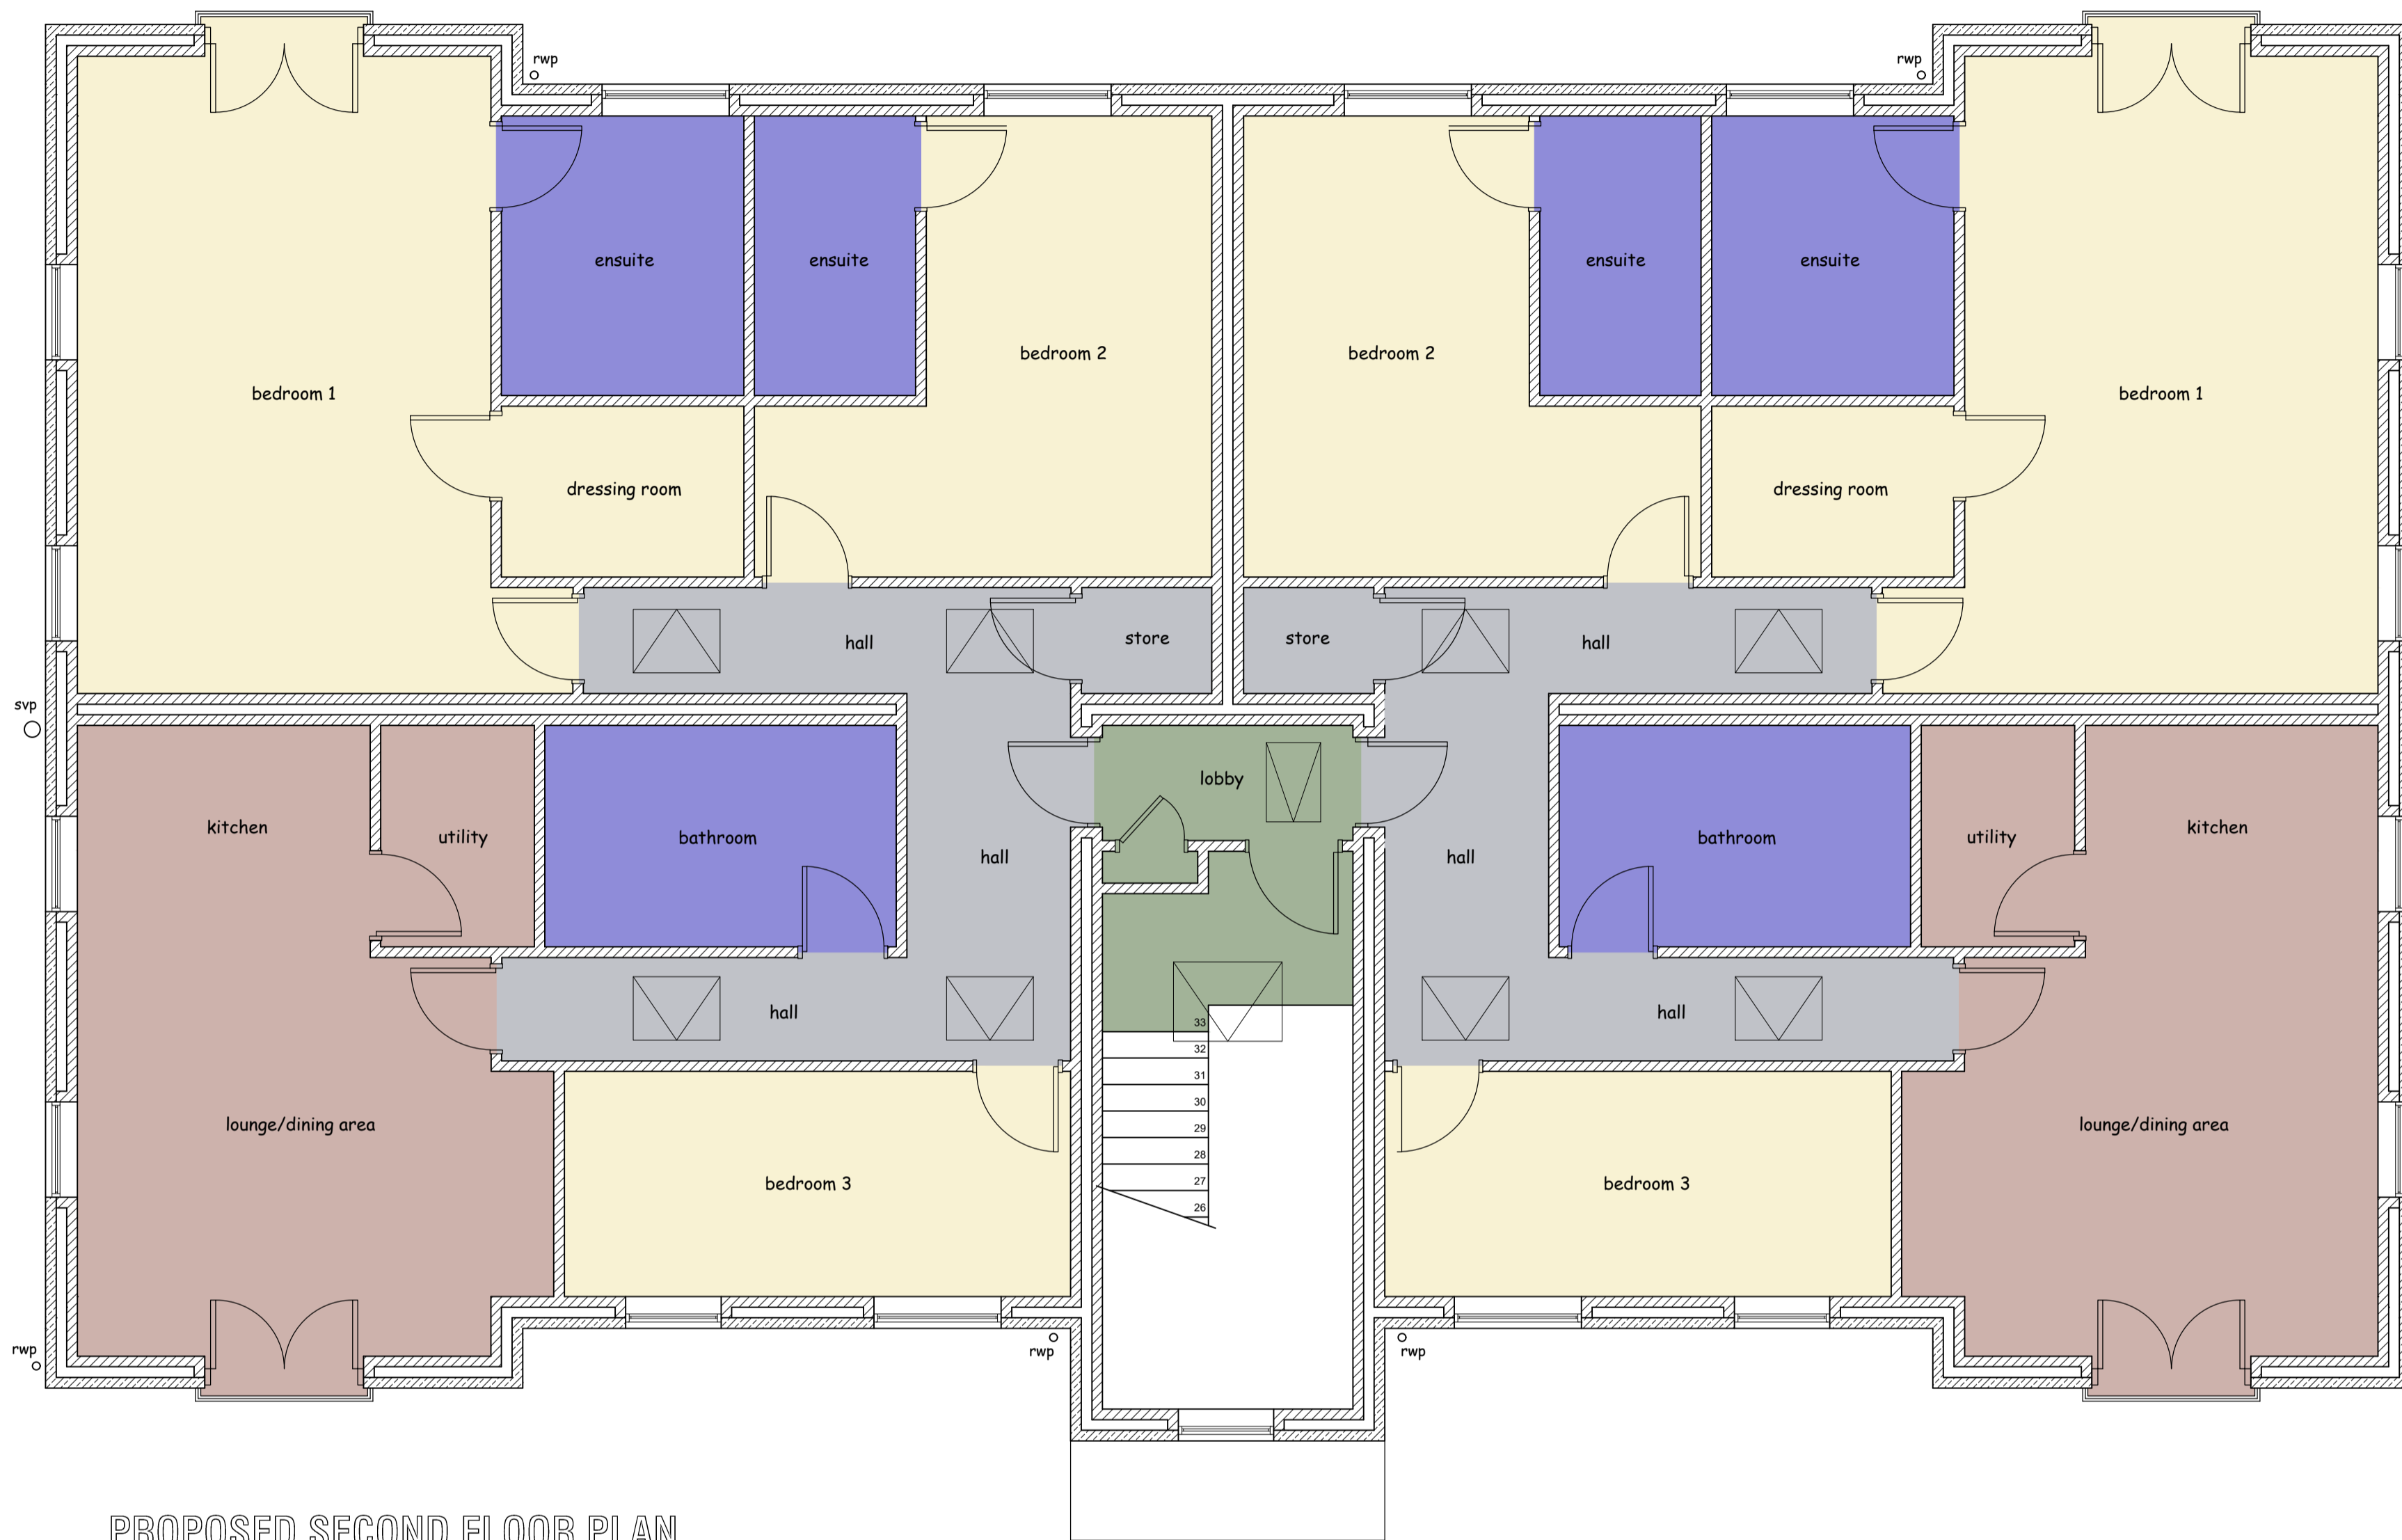 rwp
rwp
ensuite
ensuite
ensuite
ensuite
bedroom 2
bedroom 2
bedroom 1
bedroom 1
dressing room
dressing room
hall
store
store
hall
svp
lobby
kitchen
utility
bathroom
bathroom
utility
kitchen
hall
hall
hall
hall
33
32
31
30
29
28
27
26
lounge/dining area
lounge/dining area
bedroom 3
bedroom 3
rwp
rwp
rwp
PROPOSED SECOND FLOOR PLAN